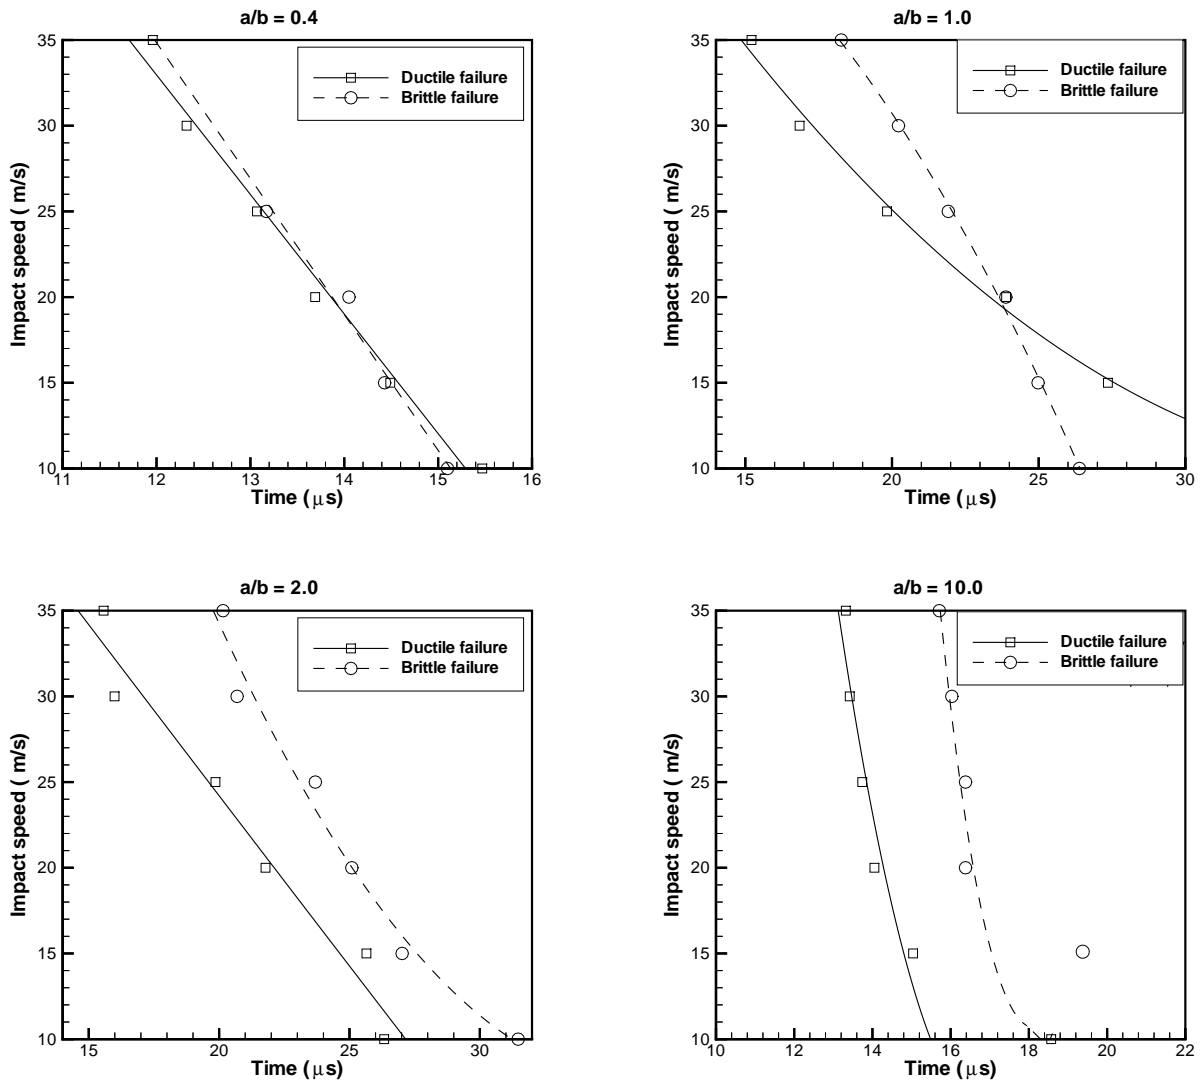 a/b = 0.4
35
30
25
20
15
10
Impact speed ( m/s)
Ductile failure
Brittle failure
11 12 13 14 15 16
Time (μs)
a/b = 1.0
35
30
25
20
15
10
Impact speed ( m/s)
Ductile failure
Brittle failure
15 20 25 30
Time (μs)
a/b = 2.0
35
30
25
20
15
10
Impact speed ( m/s)
Ductile failure
Brittle failure
15 20 25 30
Time (μs)
a/b = 10.0
35
30
25
20
15
10
Impact speed ( m/s)
Ductile failure
Brittle failure
10 12 14 16 18 20 22
Time (μs)